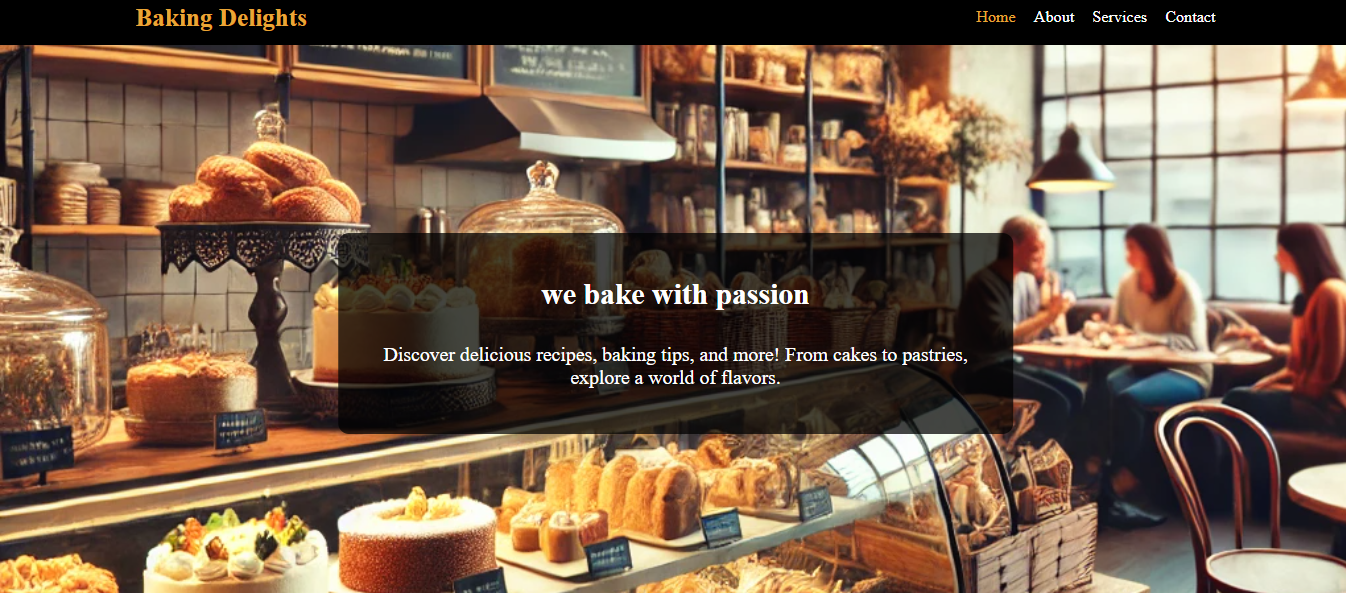 Baking Delights
Home About Services Contact
we bake with passion
Discover delicious recipes, baking tips, and more! From cakes to pastries,
explore a world of flavors.